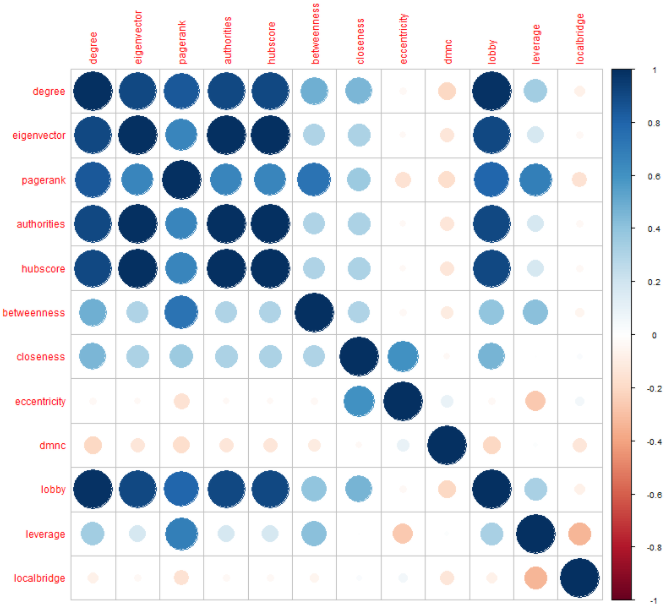 degree
eigenvector
pagerank
authorities
hubscore
betweenness
closeness
eccentricity
dmnc
lobby
leverage
localbridge
degree
eigenvector
pagerank
authorities
hubscore
betweenness
closeness
eccentricity
dmnc
lobby
leverage
localbridge
1
0.8
0.6
0.4
0.2
0
-0.2
-0.4
-0.6
-0.8
-1